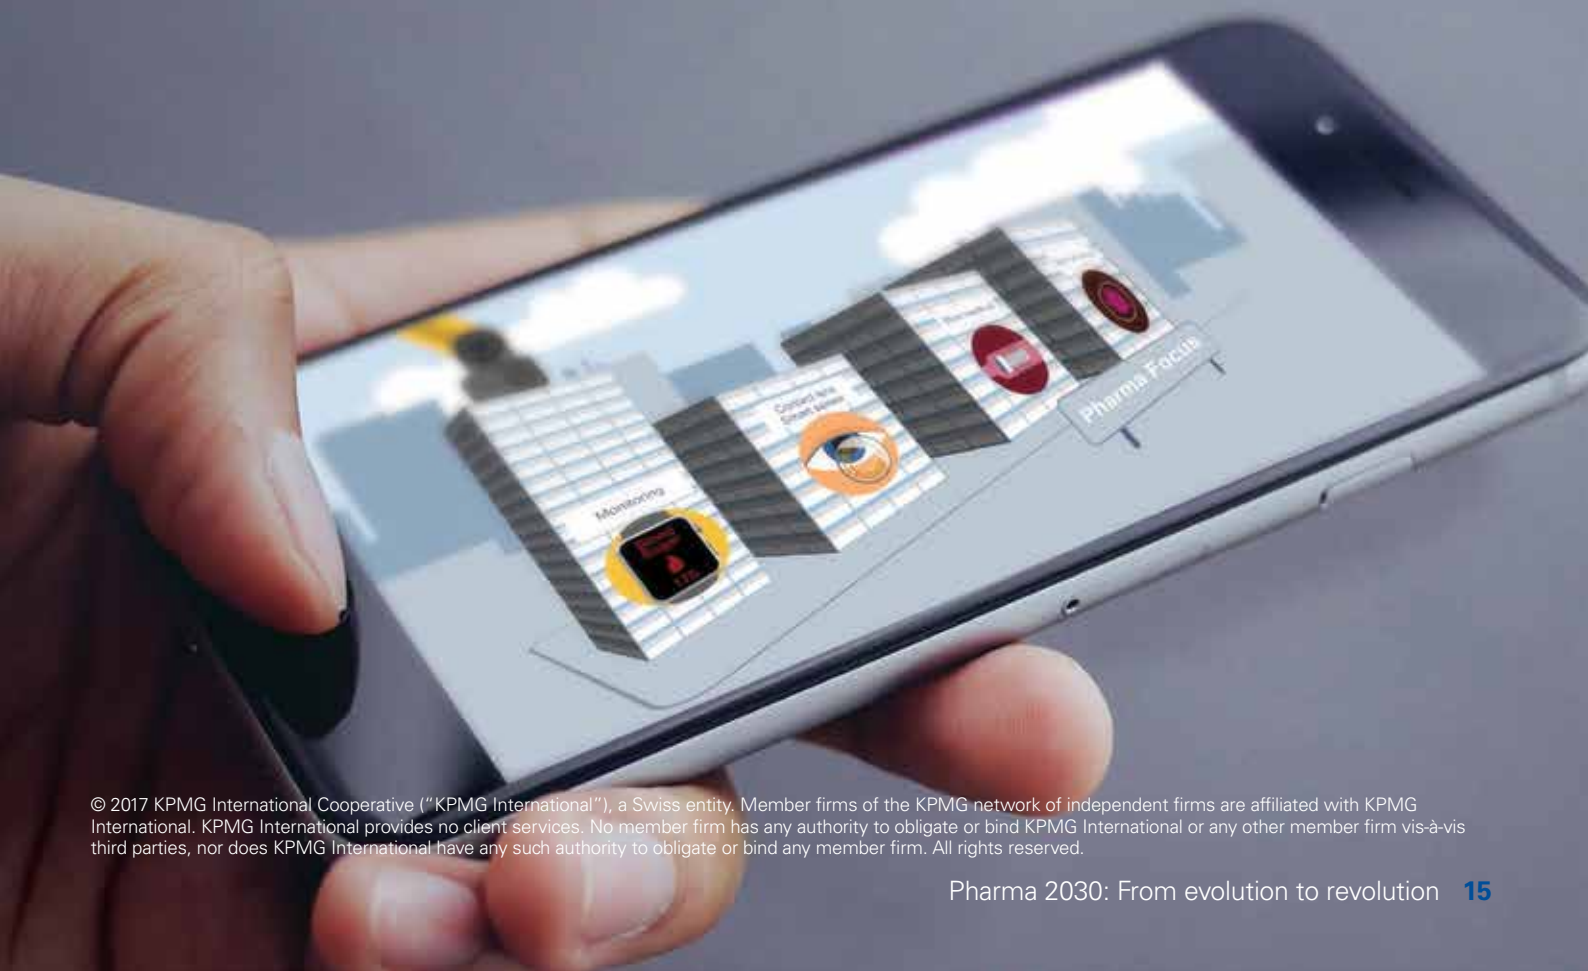 Pharma Focus
Contact lens
Smart sensor
Monitoring
© 2017 KPMG International Cooperative (“KPMG International”), a Swiss entity. Member firms of the KPMG network of independent firms are affiliated with KPMG
International. KPMG International provides no client services. No member firm has any authority to obligate or bind KPMG International or any other member firm vis-à-vis
third parties, nor does KPMG International have any such authority to obligate or bind any member firm. All rights reserved.
Pharma 2030: From evolution to revolution 15